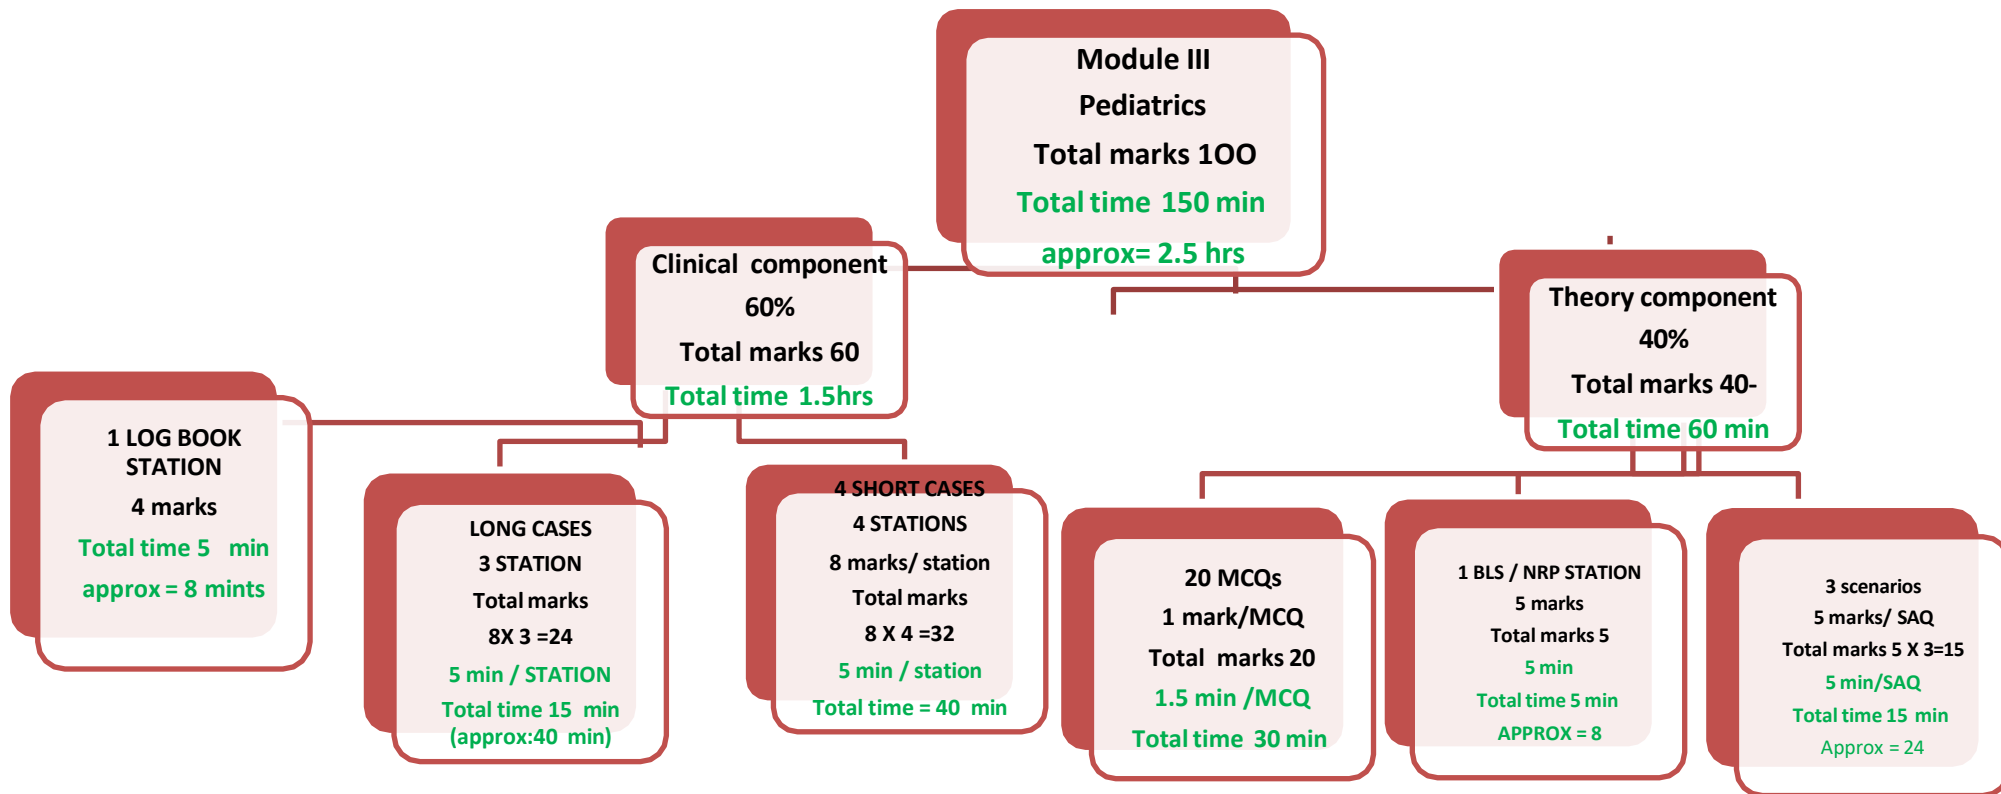 Module III
Pediatrics
Total marks 1OO
Total time 150 min
approx= 2.5 hrs
Clinical component
60%
Total marks 60
Total time 1.5hrs
Theory component
40%
Total marks 40-
Total time 60 min
1 LOG BOOK
STATION
4 marks
Total time 5 min
approx = 8 mints
LONG CASES
3 STATION
Total marks
8X 3 =24
5 min / STATION
Total time 15 min
(approx:40 min)
4 SHORT CASES
4 STATIONS
8 marks/ station
Total marks
8 X 4 =32
5 min / station
Total time = 40 min
20 MCQs
1 mark/MCQ
Total marks 20
1.5 min /MCQ
Total time 30 min
1 BLS / NRP STATION
5 marks
Total marks 5
5 min
Total time 5 min
APPROX = 8
3 scenarios
5 marks/ SAQ
Total marks 5 X 3=15
5 min/SAQ
Total time 15 min
Approx = 24